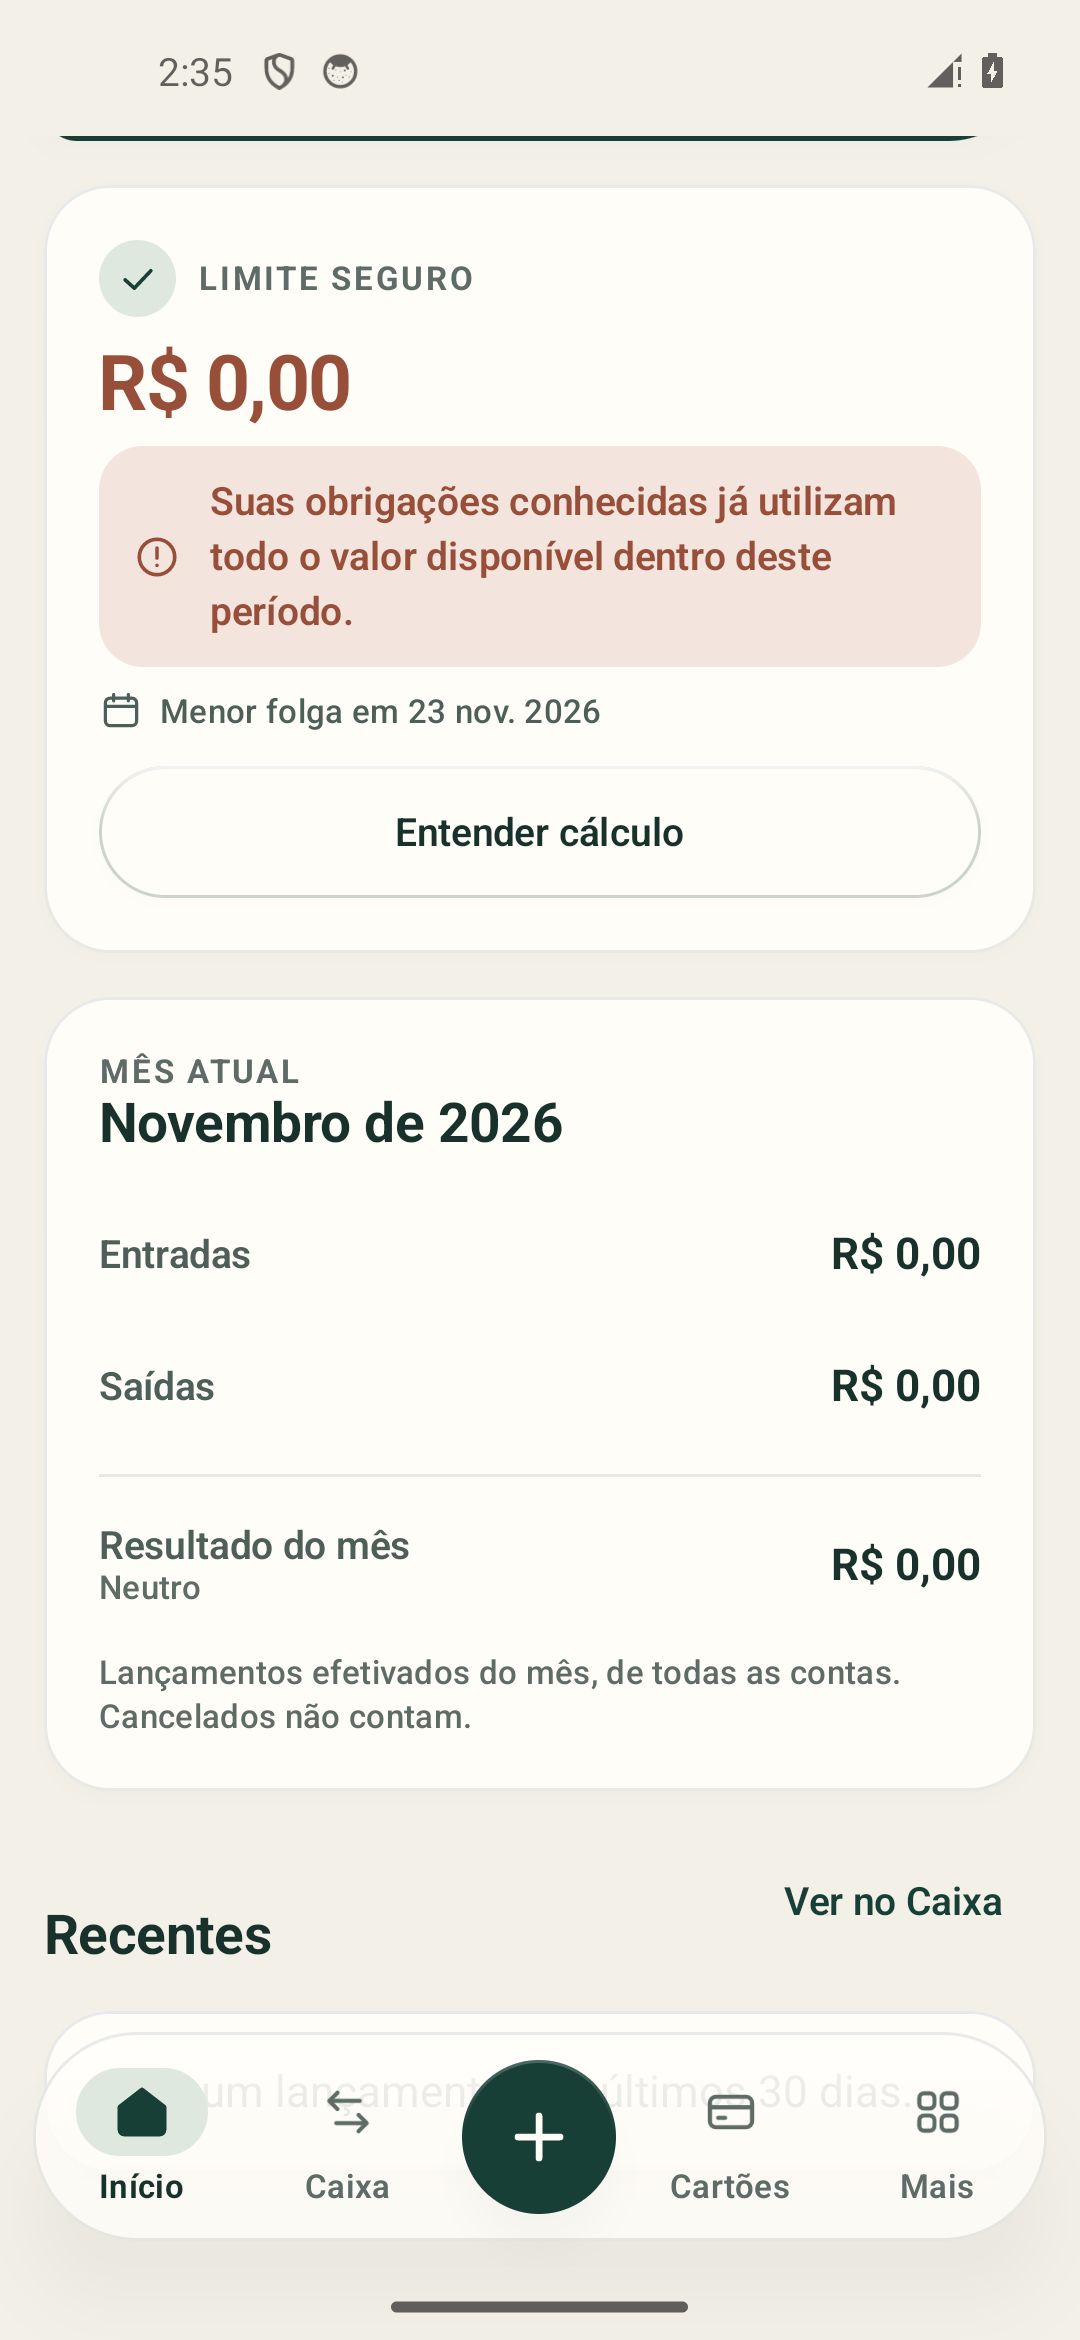 2:35
LIMITE SEGURO
R$ 0,00
Suas obrigações conhecidas já utilizam
todo o valor disponível dentro deste
período.
Menor folga em 23 nov. 2026
Entender cálculo
MÊS ATUAL
Novembro de 2026
Entradas R$ 0,00
Saídas R$ 0,00
Resultado do mês R$ 0,00
Neutro
Lançamentos efetivados do mês, de todas as contas.
Cancelados não contam.
Ver no Caixa
Recentes
últimos 30 dias.
Início
Caixa
Cartões
Mais